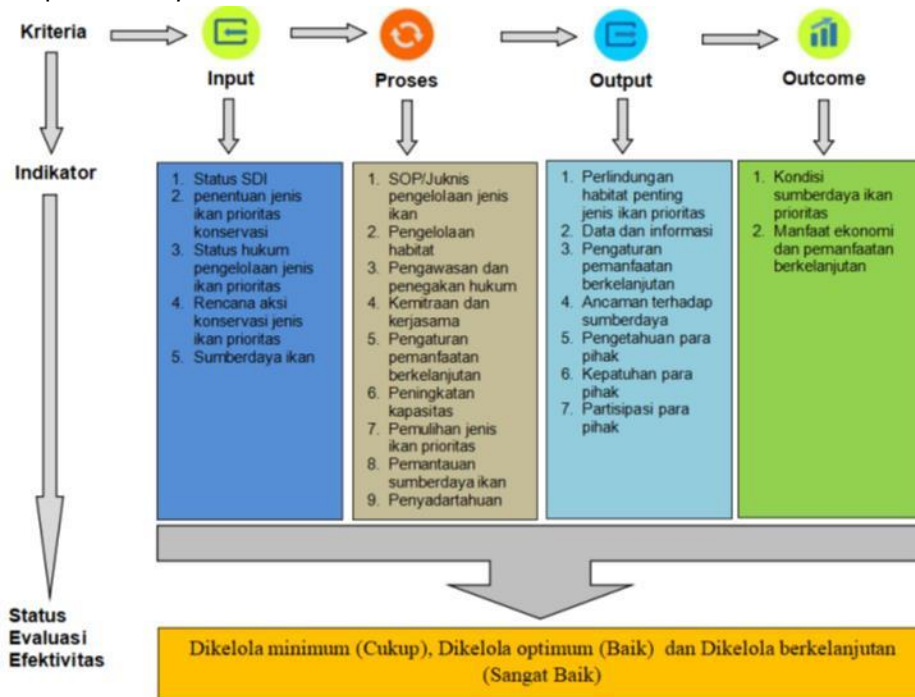 Kriteria
Input
Proses
Output
Outcome
Indikator
1. Status SDI
2. penentuan jenis
ikan prioritas
konservasi
3. Status hukum
pengelolaan jenis
ikan prioritas
4. Rencana aksi
konservasi jenis
ikan prioritas
5. Sumberdaya ikan
1. SOP/Juknis
pengelolaan jenis
ikan
2. Pengelolaan
habitat
3. Pengawasan dan
penegakan hukum
4. Kemitraan dan
kerjasama
5. Pengaturan
pemanfaatan
berkelanjutan
6. Peningkatan
kapasitas
7. Pemulihan jenis
ikan prioritas
8. Pemantauan
sumberdaya ikan
9. Penyadartahuan
1. Perlindungan
habitat penting
jenis ikan prioritas
2. Data dan informasi
3. Pengaturan
pemanfaatan
berkelanjutan
4. Ancaman terhadap
sumberdaya
5. Pengetahuan para
pihak
6. Kepatuhan para
pihak
7. Partisipasi para
pihak
1. Kondisi
sumberdaya ikan
prioritas
2. Manfaat ekonomi
dan pemanfaatan
berkelanjutan
Status
Evaluasi
Efektivitas
Dikelola minimum (Cukup), Dikelola optimum (Baik) dan Dikelola berkelanjutan
(Sangat Baik)